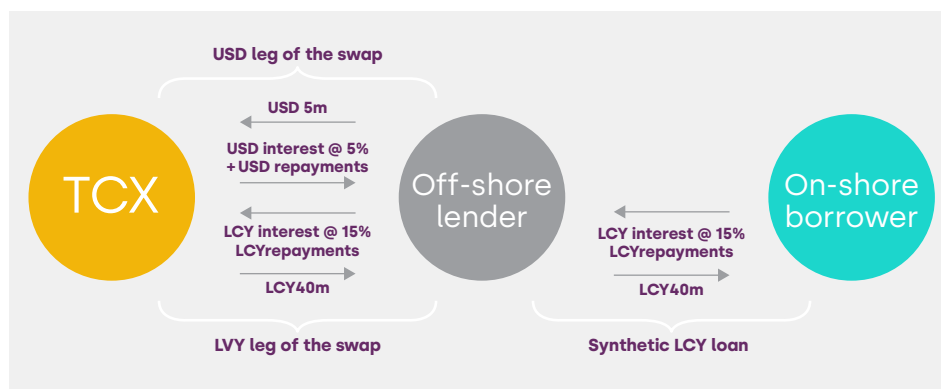 USD leg of the swap
USD 5m
USD interest @ 5%
+ USD repayments
TCX
LCY interest @ 15%
LCYrepayments
LCY40m
LVY leg of the swap
Off-shore
lender
LCY interest @ 15%
LCYrepayments
LCY40m
Synthetic LCY loan
On-shore
borrower